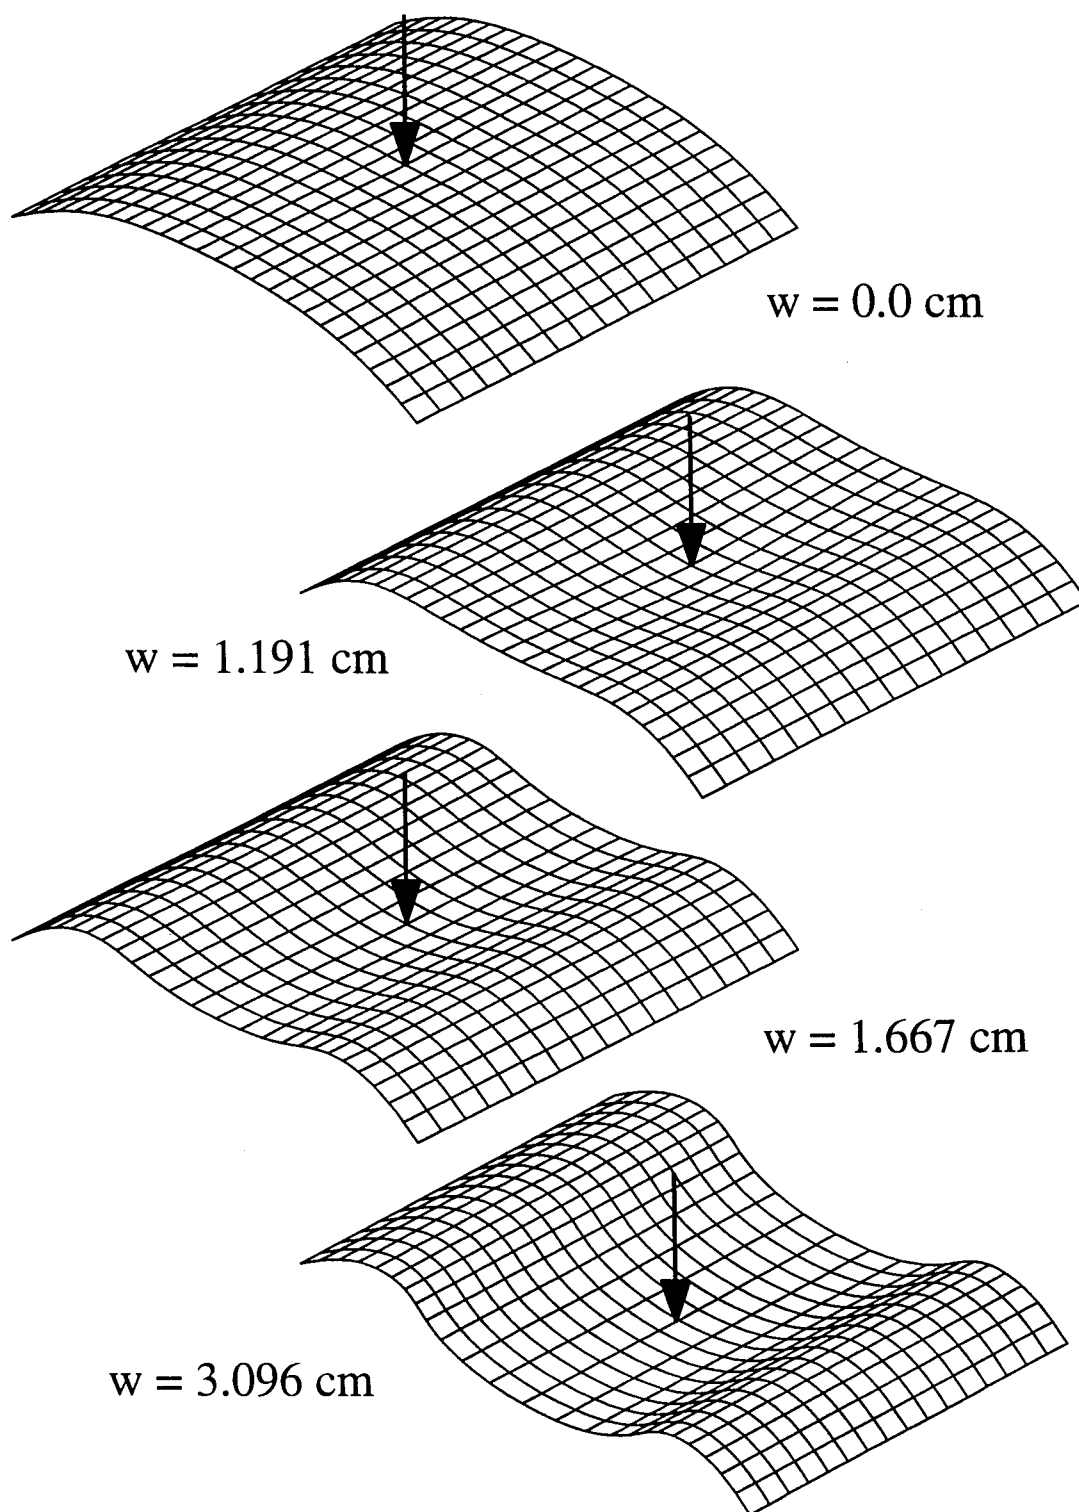 w = 0.0 cm
w = 1.191 cm
w = 1.667 cm
w = 3.096 cm